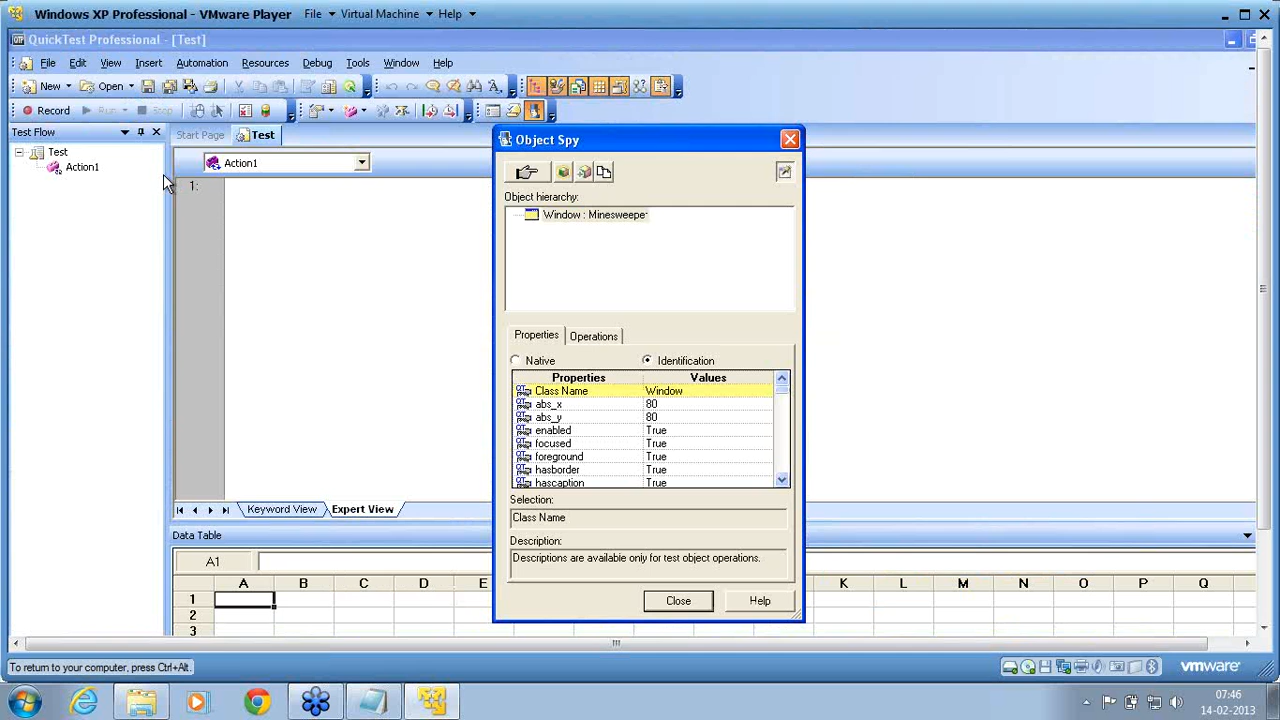 Windows XP Professional - VMware Player File Virtual Machine Help
QuickTest Professional - [Test]
File Edit View Insert Automation Resources Debug Tools Window Help
New Open
Record Run Stop
Test Flow
Start Page Test
Test
Action1
Action1
1:
Object Spy
Object hierarchy:
Window : Minesweeper
Properties Operations
Native Identification
Properties Values
Class Name Window
abs_x 80
abs_y 80
enabled True
focused True
foreground True
hasborder True
hascaption True
Selection:
Class Name
Description:
Descriptions are available only for test object operations.
Close Help
Keyword View Expert View
Data Table
A1
A B C D E K L M N O P Q
1
2
3
To return to your computer, press Ctrl+Alt.
vmware
07:46
14-02-2013